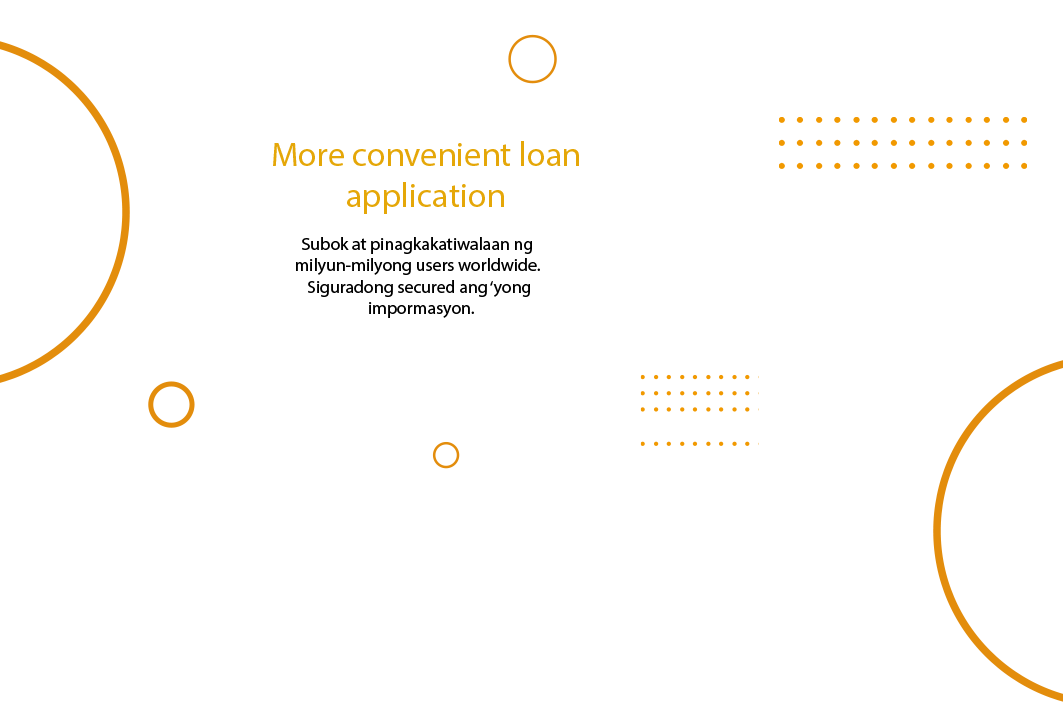 More convenient loan
application
Subok at pinagkakatiwalaan ng
milyun-milyong users worldwide.
Siguradong secured ang ‘yong
impormasyon.